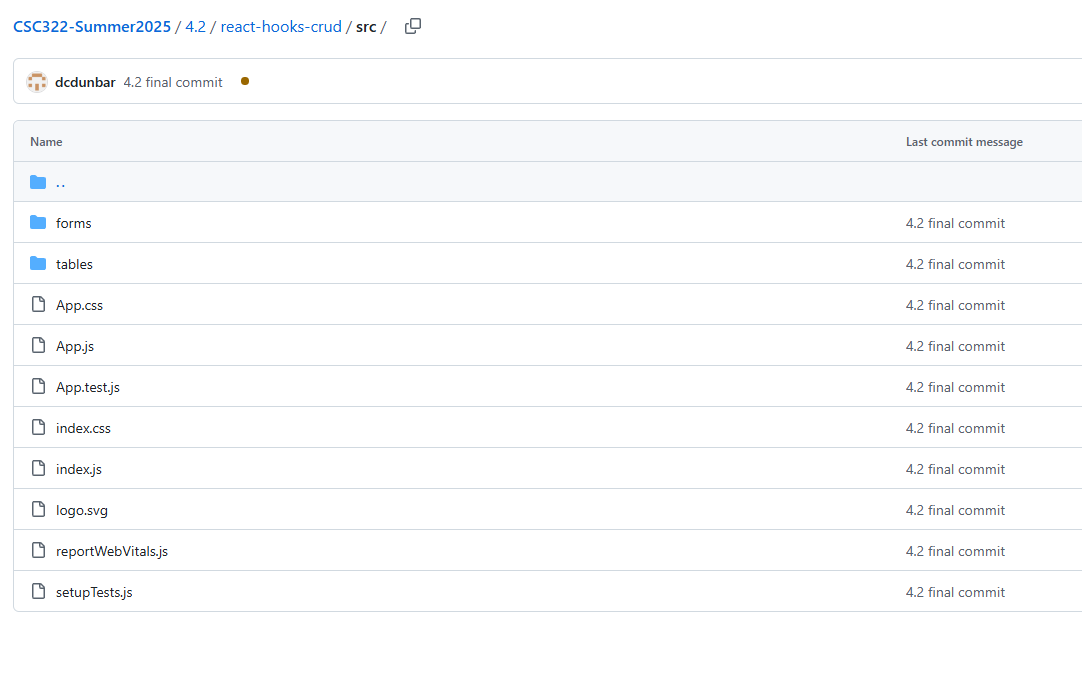 CSC322-Summer2025 / 4.2 / react-hooks-crud / src /
dcdunbar 4.2 final commit
Name Last commit message
..
forms 4.2 final commit
tables 4.2 final commit
App.css 4.2 final commit
App.js 4.2 final commit
App.test.js 4.2 final commit
index.css 4.2 final commit
index.js 4.2 final commit
logo.svg 4.2 final commit
reportWebVitals.js 4.2 final commit
setupTests.js 4.2 final commit